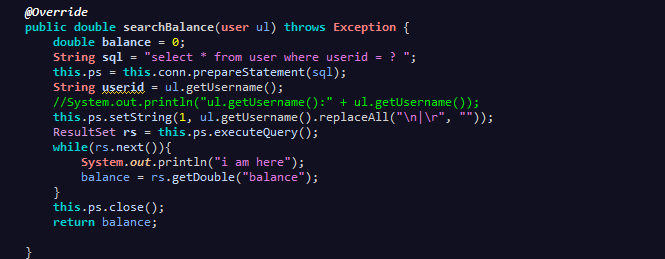 @Override
public double searchBalance(user ul) throws Exception {
double balance = 0;
String sql = "select * from user where userid = ? ";
this.ps = this.conn.prepareStatement(sql);
String userid = ul.getUsername();
//System.out.println("ul.getUsername():" + ul.getUsername());
this.ps.setString(1, ul.getUsername().replaceAll("\n|\r", ""));
ResultSet rs = this.ps.executeQuery();
while(rs.next()){
System.out.println("i am here");
balance = rs.getDouble("balance");
}
this.ps.close();
return balance;
}